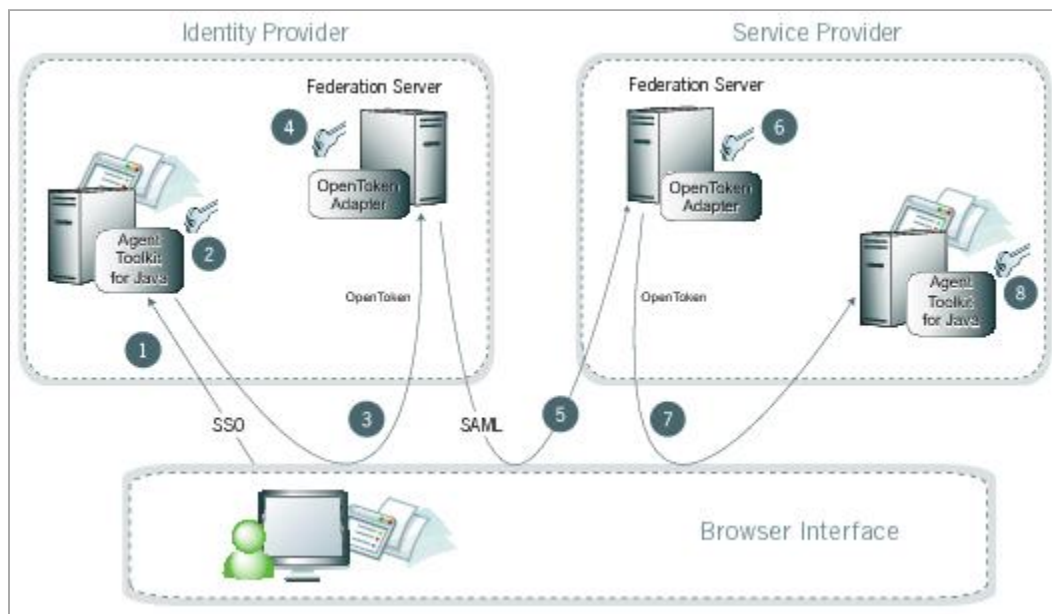 Identity Provider
Service Provider
Federation Server
Federation Server
4
6
OpenToken
Adapter
OpenToken
Adapter
2
Agent
Toolkit
for Java
8
Agent
Toolkit
for Java
OpenToken
OpenToken
1
3
5
7
SSO
SAML
Browser Interface